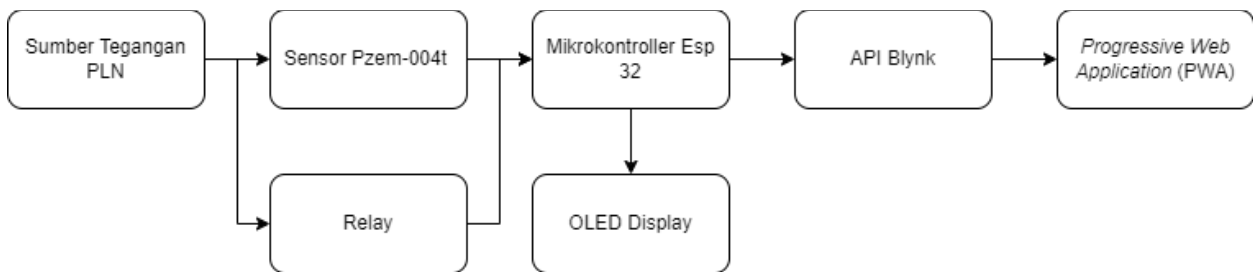 Sumber Tegangan
PLN
Sensor Pzem-004t
Mikrokontroller Esp
32
API Blynk
Progressive Web
Application (PWA)
Relay
OLED Display